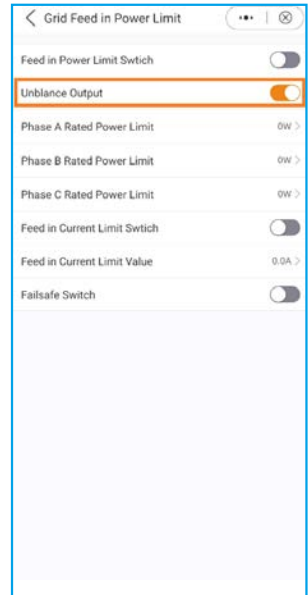 Grid Feed in Power Limit
Feed in Power Limit Swtich
Unblance Output
Phase A Rated Power Limit 0W
Phase B Rated Power Limit 0W
Phase C Rated Power Limit 0W
Feed in Current Limit Swtich
Feed in Current Limit Value 0.0A
Failsafe Switch